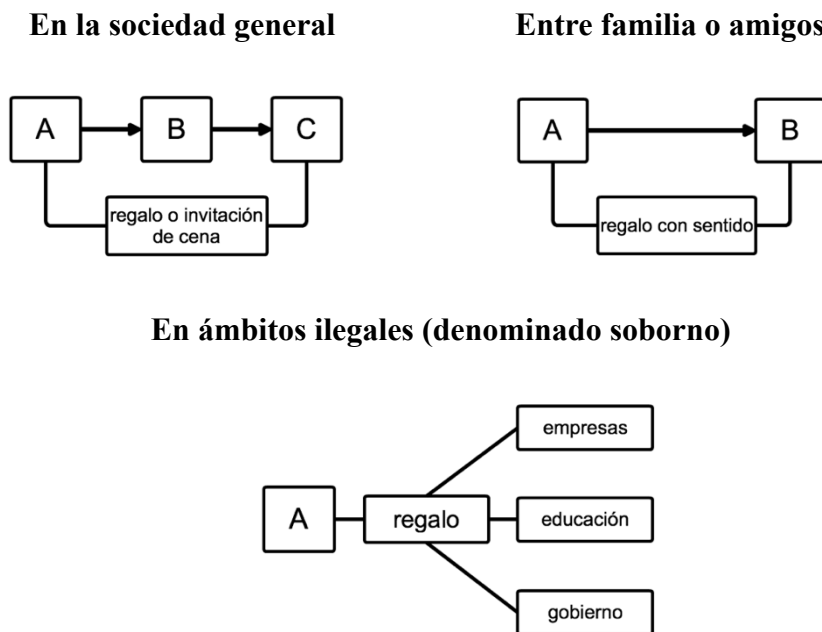 En la sociedad general
Entre familia o amigos
A
B
C
A
B
regalo o invitación
de cena
regalo con sentido
En ámbitos ilegales (denominado soborno)
empresas
A
regalo
educación
gobierno